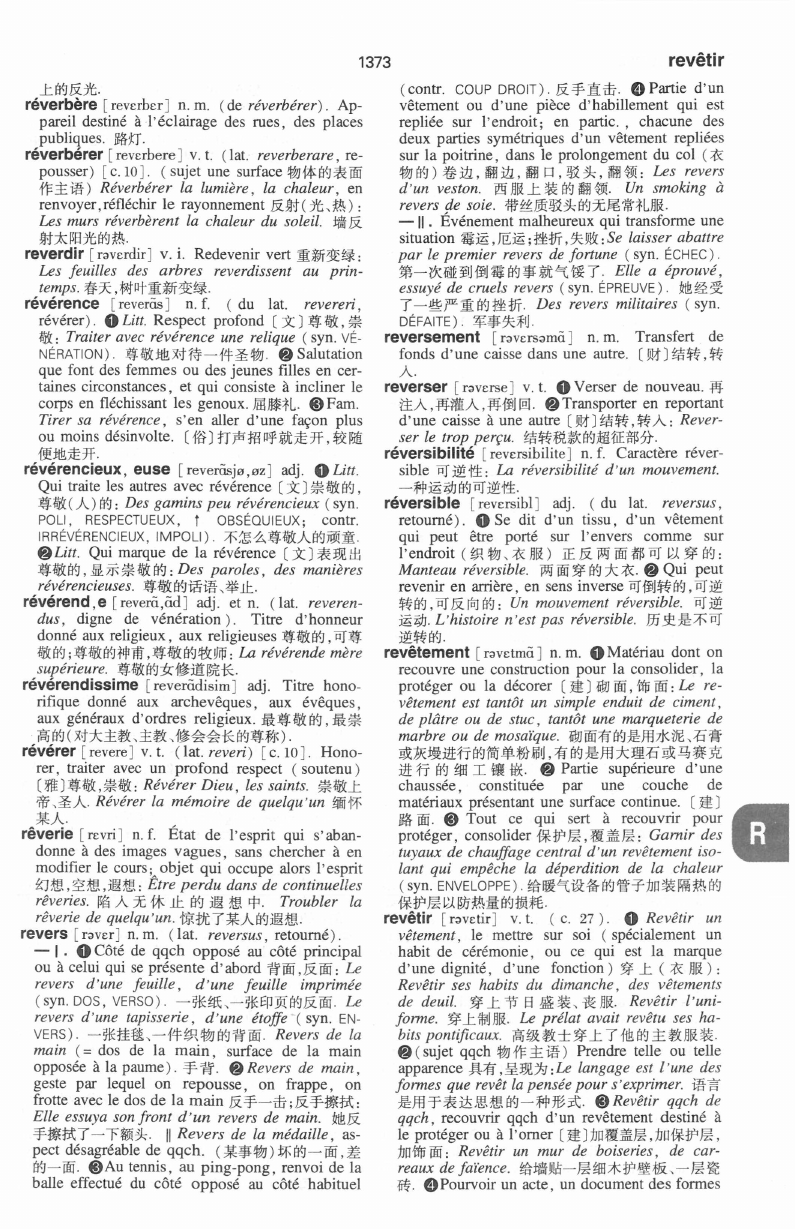 1373
revêtir
上的反光.
réverbère [revɛrbɛr] n. m. (de réverbérer). Ap-
pareil destiné à l'éclairage des rues, des places
publiques. 路灯.
réverbérer [revɛrbere] v. t. (lat. reverberare, re-
pousser) [c. 10]. (sujet une surface 物体的表面
作主语) Réverbérer la lumière, la chaleur, en
renvoyer,réfléchir le rayonnement 反射(光、热):
Les murs réverbèrent la chaleur du soleil. 墙反
射太阳光的热.
reverdir [rəvɛrdir] v. i. Redevenir vert 重新变绿:
Les feuilles des arbres reverdissent au prin-
temps. 春天,树叶重新变绿.
révérence [reverɑ̃s] n. f. ( du lat. revereri,
révérer). ❶ Litt. Respect profond [文]尊敬,崇
敬: Traiter avec révérence une relique (syn. VÉ-
NÉRATION). 尊敬地对待一件圣物. ❷ Salutation
que font des femmes ou des jeunes filles en cer-
taines circonstances, et qui consiste à incliner le
corps en fléchissant les genoux. 屈膝礼. ❸ Fam.
Tirer sa révérence, s'en aller d'une façon plus
ou moins désinvolte. [俗]打声招呼就走开,较随
便地走开.
révérencieux, euse [reverɑ̃sjø,øz] adj. ❶ Litt.
Qui traite les autres avec révérence [文]崇敬的,
尊敬(人)的: Des gamins peu révérencieux (syn.
POLI, RESPECTUEUX, ↑ OBSÉQUIEUX; contr.
IRRÉVÉRENCIEUX, IMPOLI). 不怎么尊敬人的顽童.
❷ Litt. Qui marque de la révérence [文]表现出
尊敬的,显示崇敬的: Des paroles, des manières
révérencieuses. 尊敬的话语、举止.
révérend,e [reverɑ̃,ɑ̃d] adj. et n. (lat. reveren-
dus, digne de vénération). Titre d'honneur
donné aux religieux, aux religieuses 尊敬的,可尊
敬的;尊敬的神甫,尊敬的牧师: La révérende mère
supérieure. 尊敬的女修道院长.
révérendissime [reverɑ̃disim] adj. Titre hono-
rifique donné aux archevêques, aux évêques,
aux généraux d'ordres religieux. 最尊敬的,最崇
高的(对大主教、主教、修会会长的尊称).
révérer [revere] v. t. (lat. reveri) [c. 10]. Hono-
rer, traiter avec un profond respect (soutenu)
[雅]尊敬,崇敬: Révérer Dieu, les saints. 崇敬上
帝、圣人. Révérer la mémoire de quelqu'un 缅怀
某人.
rêverie [rɛvri] n. f. État de l'esprit qui s'aban-
donne à des images vagues, sans chercher à en
modifier le cours; objet qui occupe alors l'esprit
幻想,空想,遐想: Être perdu dans de continuelles
rêveries. 陷入无休止的遐想中. Troubler la
rêverie de quelqu'un. 惊扰了某人的遐想.
revers [rəvɛr] n. m. (lat. reversus, retourné).
— I. ❶ Côté de qqch opposé au côté principal
ou à celui qui se présente d'abord 背面,反面: Le
revers d'une feuille, d'une feuille imprimée
(syn. DOS, VERSO). 一张纸、一张印页的反面. Le
revers d'une tapisserie, d'une étoffe (syn. EN-
VERS). 一张挂毯、一件织物的背面. Revers de la
main (= dos de la main, surface de la main
opposée à la paume). 手背. ❷ Revers de main,
geste par lequel on repousse, on frappe, on
frotte avec le dos de la main 反手一击;反手擦拭:
Elle essuya son front d'un revers de main. 她反
手擦拭了一下额头. ‖ Revers de la médaille, as-
pect désagréable de qqch. (某事物)坏的一面,差
的一面. ❸ Au tennis, au ping-pong, renvoi de la
balle effectué du côté opposé au côté habituel
(contr. COUP DROIT). 反手直击. ❹ Partie d'un
vêtement ou d'une pièce d'habillement qui est
repliée sur l'endroit; en partic., chacune des
deux parties symétriques d'un vêtement repliées
sur la poitrine, dans le prolongement du col (衣
物的)卷边,翻边,翻口,驳头,翻领: Les revers
d'un veston. 西服上装的翻领. Un smoking à
revers de soie. 带丝质驳头的无尾常礼服.
— II. Événement malheureux qui transforme une
situation 霉运,厄运;挫折,失败:Se laisser abattre
par le premier revers de fortune (syn. ÉCHEC).
第一次碰到倒霉的事就气馁了. Elle a éprouvé,
essuyé de cruels revers (syn. ÉPREUVE). 她经受
了一些严重的挫折. Des revers militaires (syn.
DÉFAITE). 军事失利.
reversement [rəvɛrsəmɑ̃] n. m. Transfert de
fonds d'une caisse dans une autre. [财]结转,转
入.
reverser [rəvɛrse] v. t. ❶ Verser de nouveau. 再
注入,再灌入,再倒回. ❷ Transporter en reportant
d'une caisse à une autre [财]结转,转入: Rever-
ser le trop perçu. 结转税款的超征部分.
réversibilité [revɛrsibilite] n. f. Caractère réver-
sible 可逆性: La réversibilité d'un mouvement.
一种运动的可逆性.
réversible [revɛrsibl] adj. ( du lat. reversus,
retourné). ❶ Se dit d'un tissu, d'un vêtement
qui peut être porté sur l'envers comme sur
l'endroit (织物、衣服) 正反两面都可以穿的:
Manteau réversible. 两面穿的大衣. ❷ Qui peut
revenir en arrière, en sens inverse 可倒转的,可逆
转的,可反向的: Un mouvement réversible. 可逆
运动. L'histoire n'est pas réversible. 历史是不可
逆转的.
revêtement [rəvɛtmɑ̃] n. m. ❶ Matériau dont on
recouvre une construction pour la consolider, la
protéger ou la décorer [建]砌面,饰面: Le re-
vêtement est tantôt un simple enduit de ciment,
de plâtre ou de stuc, tantôt une marqueterie de
marbre ou de mosaïque. 砌面有的是用水泥、石膏
或灰墁进行的简单粉刷,有的是用大理石或马赛克
进行的细工镶嵌. ❷ Partie supérieure d'une
chaussée, constituée par une couche de
matériaux présentant une surface continue. [建]
路面. ❸ Tout ce qui sert à recouvrir pour
protéger, consolider 保护层,覆盖层: Garnir des
tuyaux de chauffage central d'un revêtement iso-
lant qui empêche la déperdition de la chaleur
(syn. ENVELOPPE). 给暖气设备的管子加装隔热的
保护层以防热量的损耗.
revêtir [rəvɛtir] v. t. ( c. 27 ). ❶ Revêtir un
vêtement, le mettre sur soi (spécialement un
habit de cérémonie, ou ce qui est la marque
d'une dignité, d'une fonction) 穿上(衣服):
Revêtir ses habits du dimanche, des vêtements
de deuil. 穿上节日盛装、丧服. Revêtir l'uni-
forme. 穿上制服. Le prélat avait revêtu ses ha-
bits pontificaux. 高级教士穿上了他的主教服装.
❷ (sujet qqch 物作主语) Prendre telle ou telle
apparence 具有,呈现为:Le langage est l'une des
formes que revêt la pensée pour s'exprimer. 语言
是用于表达思想的一种形式. ❸ Revêtir qqch de
qqch, recouvrir qqch d'un revêtement destiné à
le protéger ou à l'orner [建]加覆盖层,加保护层,
加饰面: Revêtir un mur de boiseries, de car-
reaux de faïence. 给墙贴一层细木护壁板、一层瓷
砖. ❹ Pourvoir un acte, un document des formes
R